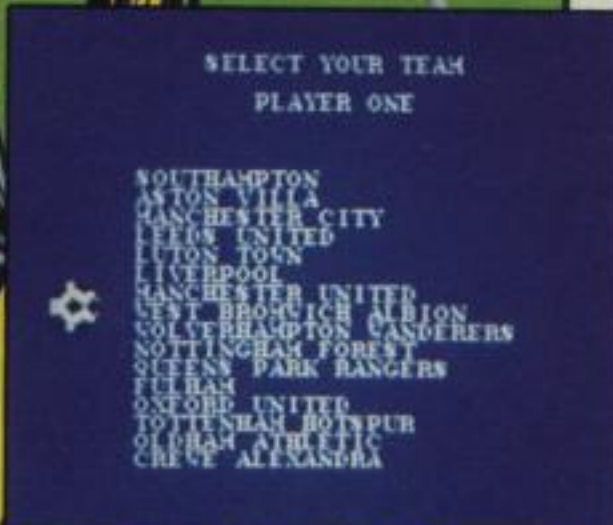 SELECT YOUR TEAM
PLAYER ONE
SOUTHAMPTON
ASTON VILLA
MANCHESTER CITY
LEEDS UNITED
LUTON TOWN
LIVERPOOL
MANCHESTER UNITED
WEST BROMWICH ALBION
WOLVERHAMPTON WANDERERS
NOTTINGHAM FOREST
QUEENS PARK RANGERS
FULHAM
OXFORD UNITED
TOTTENHAM HOTSPUR
OLDHAM ATHLETIC
CREWE ALEXANDRA